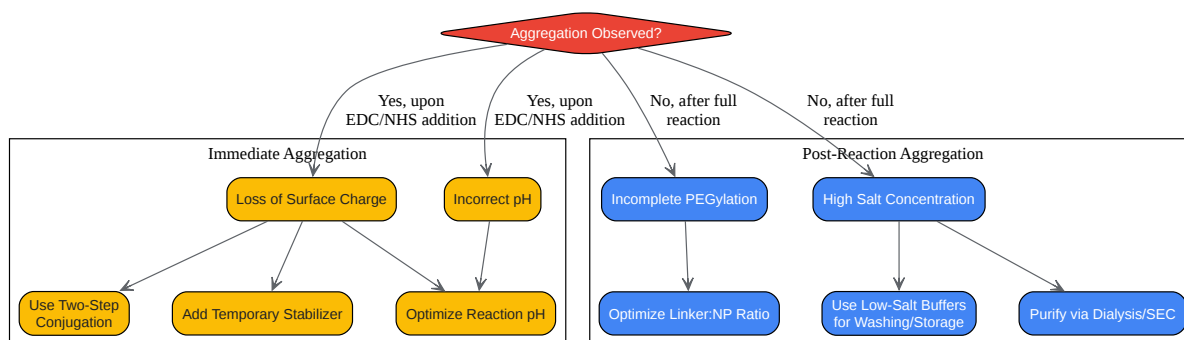 Aggregation Observed?
Yes, upon
EDC/NHS addition
Yes, upon
EDC/NHS addition
No, after full
reaction
No, after full
reaction
Immediate Aggregation
Post-Reaction Aggregation
Loss of Surface Charge
Incorrect pH
Incomplete PEGylation
High Salt Concentration
Use Two-Step
Conjugation
Add Temporary Stabilizer
Optimize Reaction pH
Optimize Linker:NP Ratio
Use Low-Salt Buffers
for Washing/Storage
Purify via Dialysis/SEC